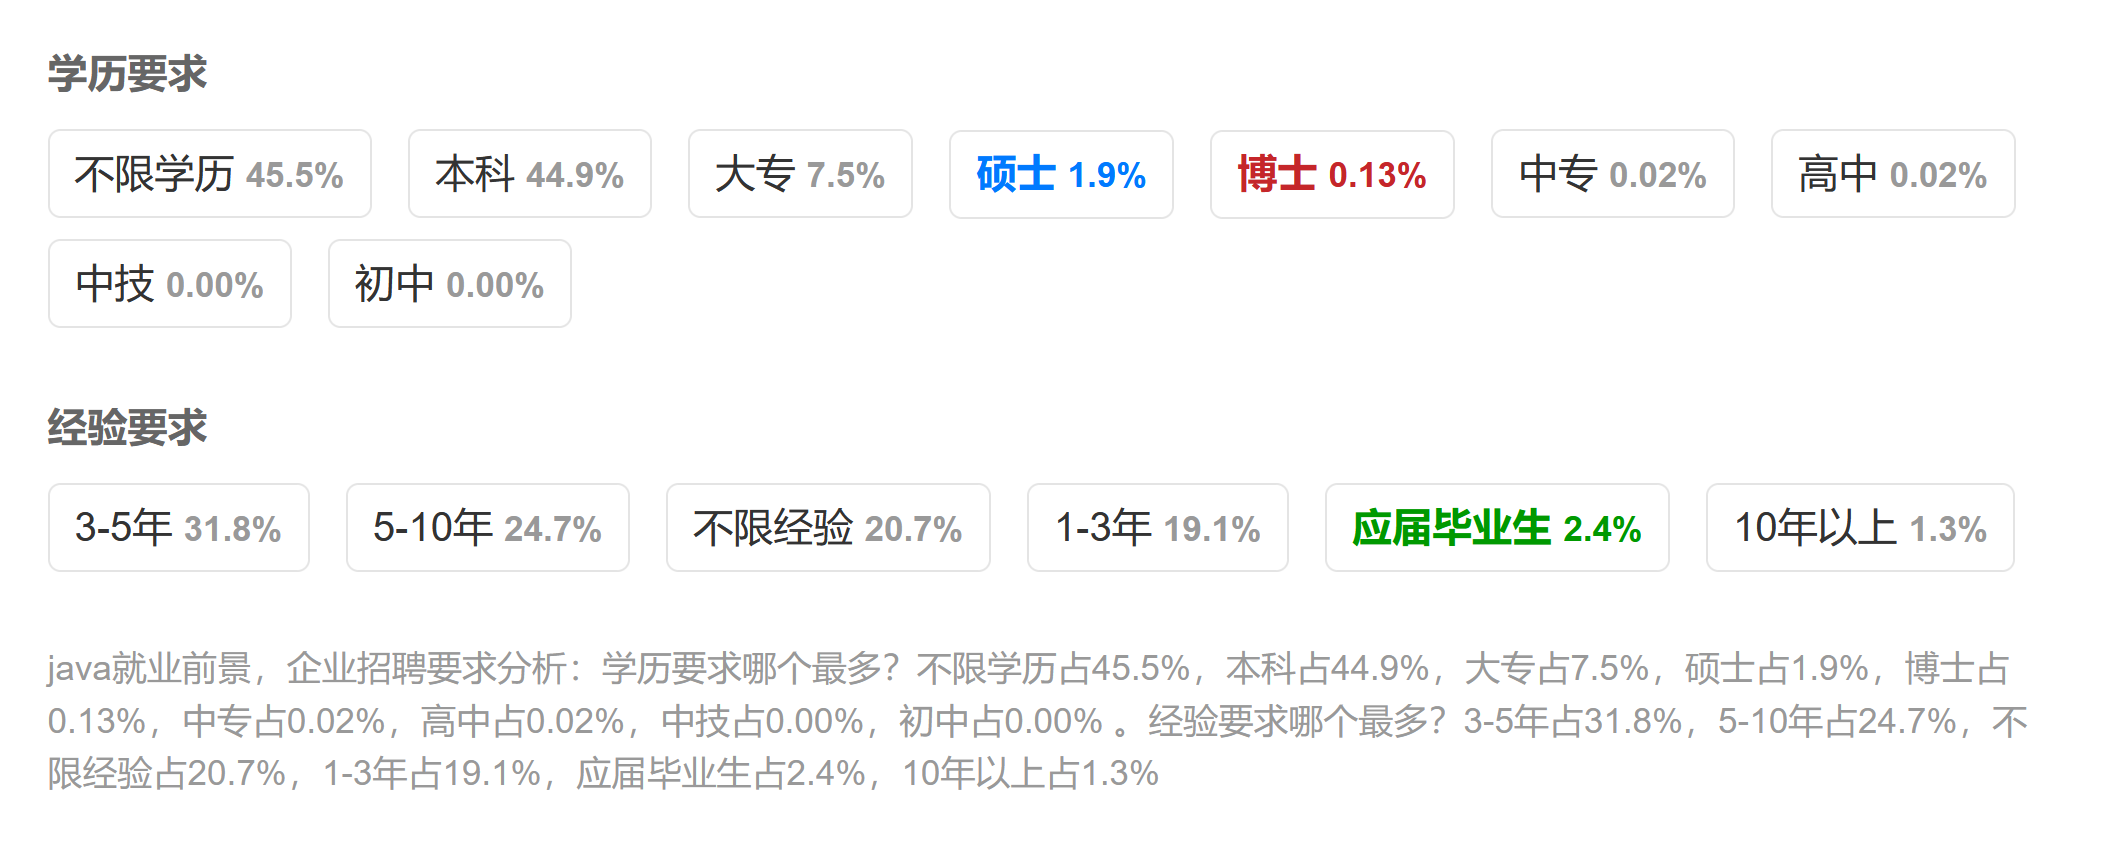 学历要求
不限学历 45.5% 本科 44.9% 大专 7.5% 硕士 1.9% 博士 0.13% 中专 0.02% 高中 0.02%
中技 0.00% 初中 0.00%
经验要求
3-5年 31.8% 5-10年 24.7% 不限经验 20.7% 1-3年 19.1% 应届毕业生 2.4% 10年以上 1.3%
java就业前景，企业招聘要求分析：学历要求哪个最多？不限学历占45.5%，本科占44.9%，大专占7.5%，硕士占1.9%，博士占
0.13%，中专占0.02%，高中占0.02%，中技占0.00%，初中占0.00% 。经验要求哪个最多？3-5年占31.8%，5-10年占24.7%，不
限经验占20.7%，1-3年占19.1%，应届毕业生占2.4%，10年以上占1.3%